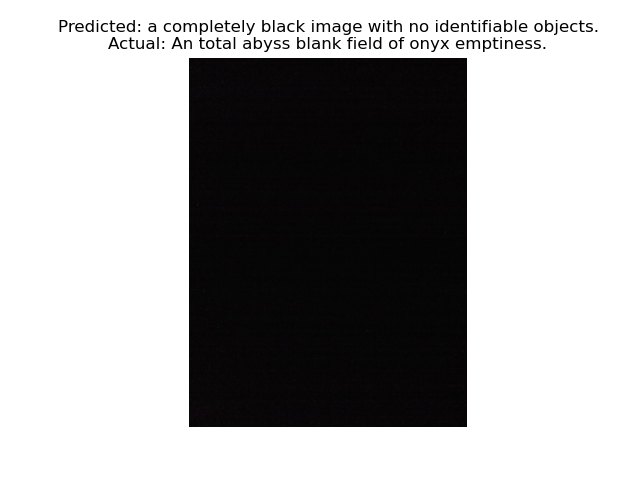 Predicted: a completely black image with no identifiable objects.
Actual: An total abyss blank field of onyx emptiness.